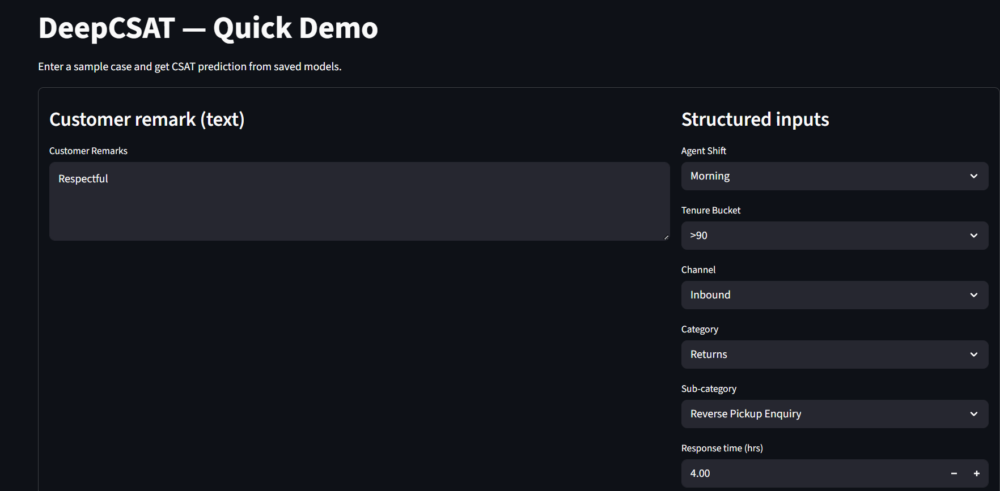 DeepCSAT — Quick Demo
Enter a sample case and get CSAT prediction from saved models.
Customer remark (text)
Customer Remarks
Respectful
Structured inputs
Agent Shift
Morning
Tenure Bucket
>90
Channel
Inbound
Category
Returns
Sub-category
Reverse Pickup Enquiry
Response time (hrs)
4.00